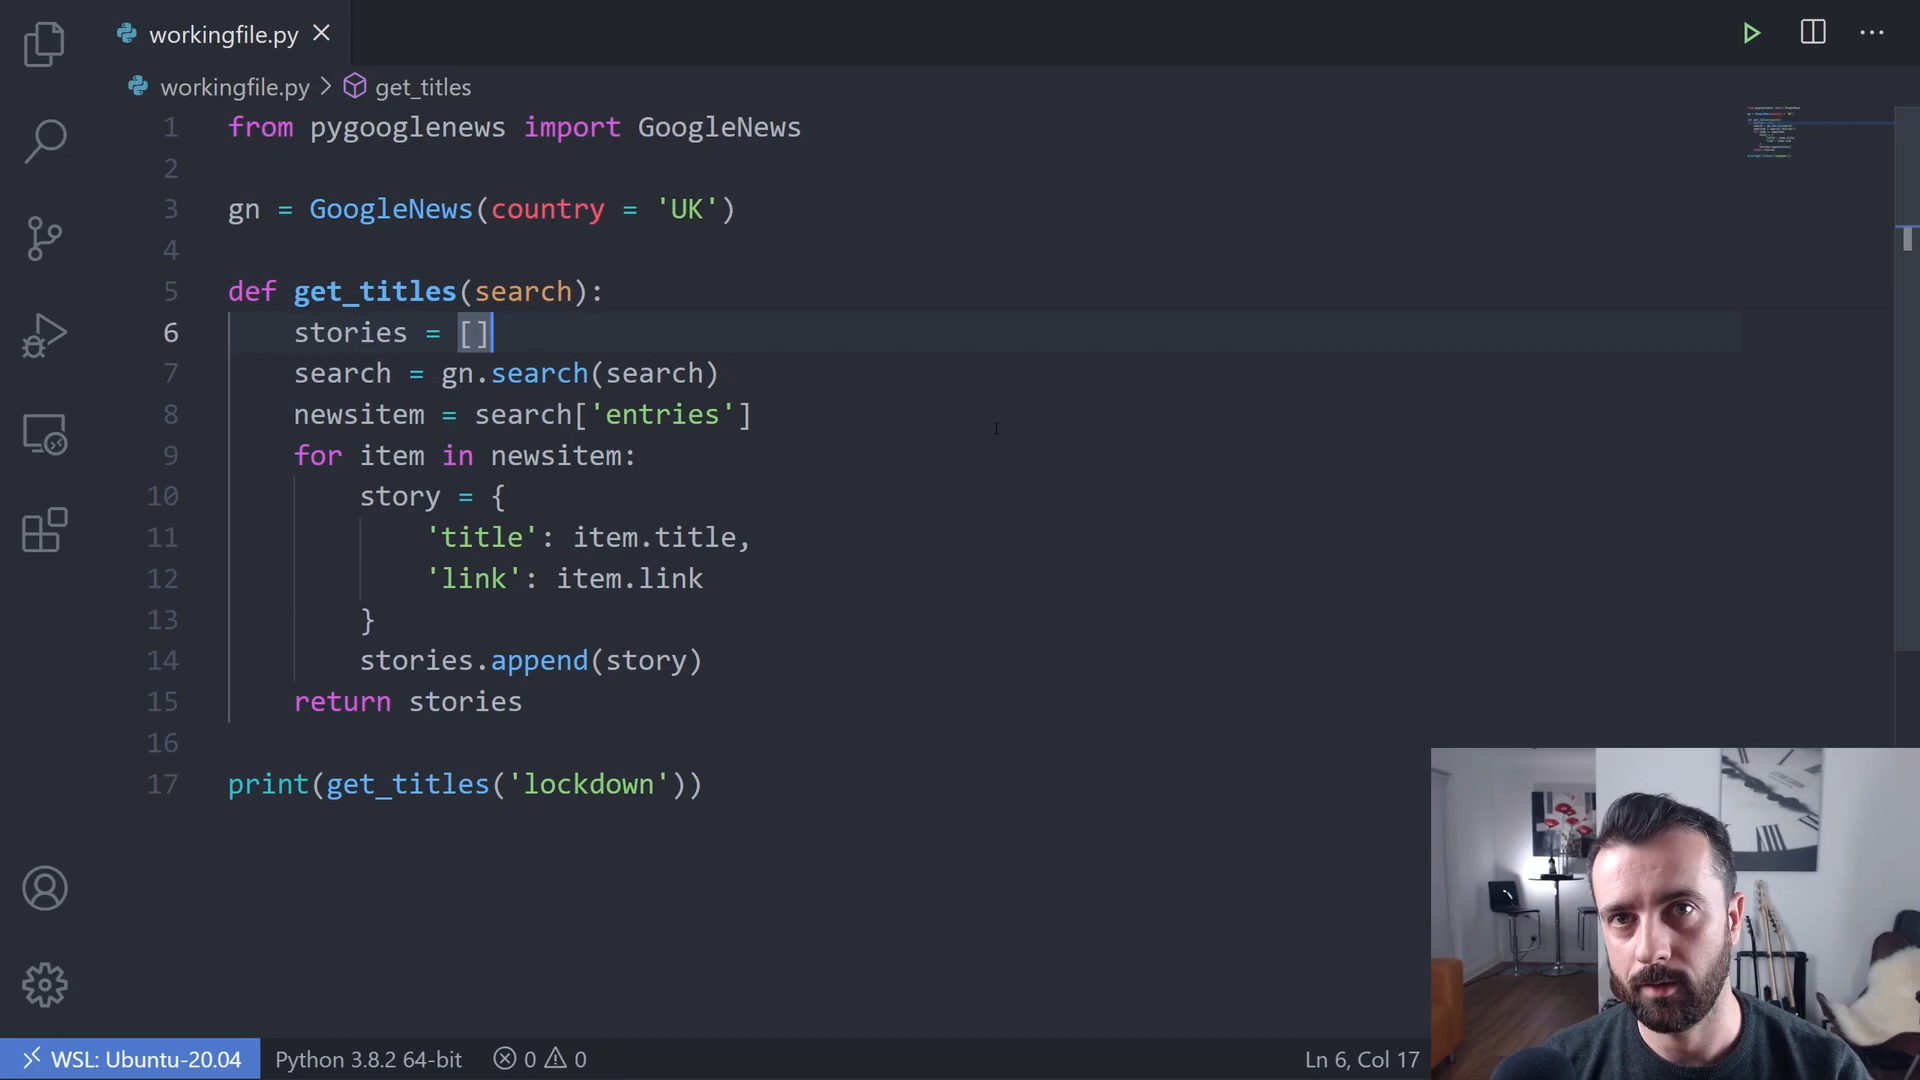 workingfile.py
workingfile.py > get_titles
1 from pygooglenews import GoogleNews
2
3 gn = GoogleNews(country = 'UK')
4
5 def get_titles(search):
6 stories = []
7 search = gn.search(search)
8 newsitem = search['entries']
9 for item in newsitem:
10 story = {
11 'title': item.title,
12 'link': item.link
13 }
14 stories.append(story)
15 return stories
16
17 print(get_titles('lockdown'))
WSL: Ubuntu-20.04 Python 3.8.2 64-bit 0 0 Ln 6, Col 17